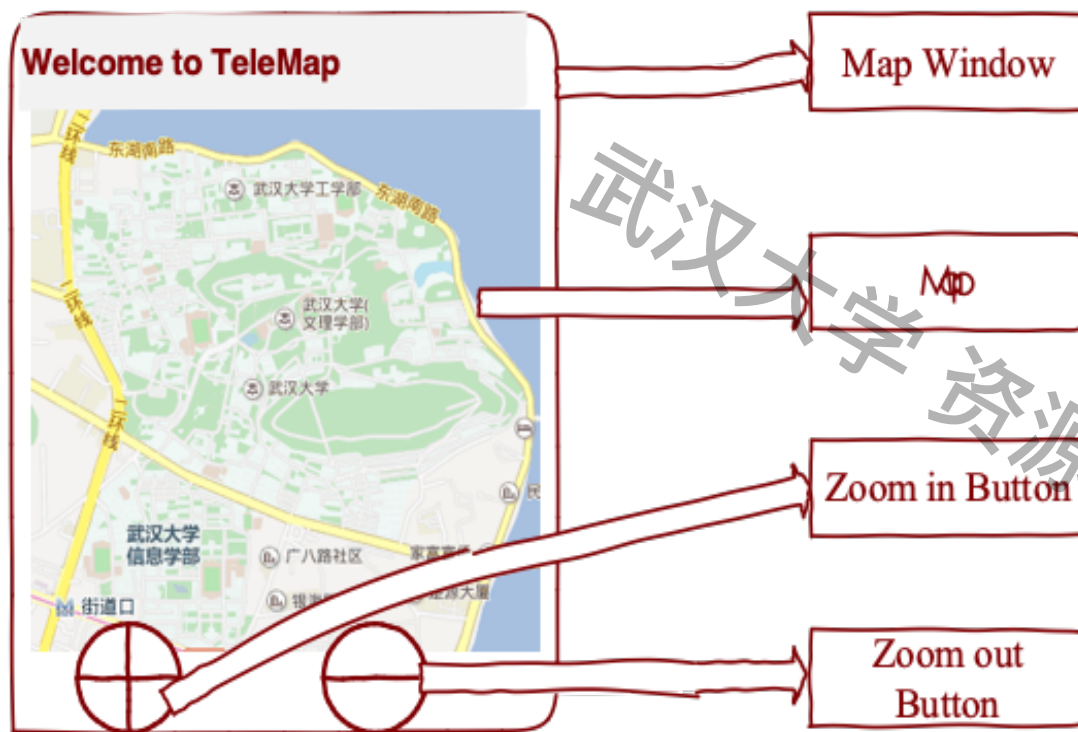 Welcome to TeleMap
Map Window
二环线
东湖南路
武汉大学工学部
东湖南路
武汉大学 资源
Map
二环线
武汉大学(
文理学部)
武汉大学
二环线
Zoom in Button
民
武汉大学
信息学部
广八路社区
街道口
Zoom out
Button